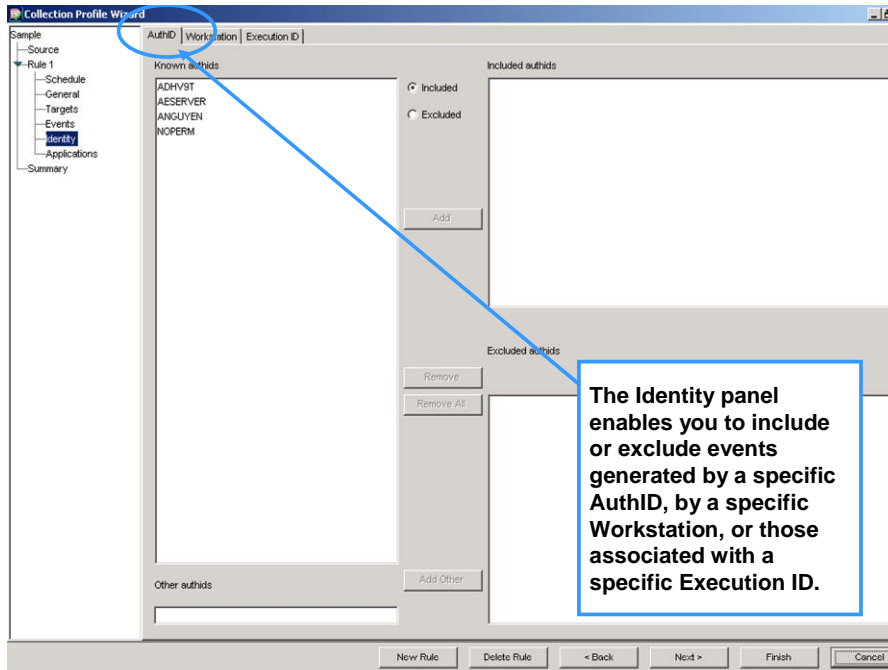 Collection Profile Wizard
Sample
Source
Rule 1
Schedule
General
Targets
Events
Identity
Applications
Summary
AuthID
Workstation
Execution ID
Known authids
ADHV9T
AESERVER
ANGUYEN
NOPERM
Included
Excluded
Add
Remove
Remove All
Add Other
Other authids
Included authids
Excluded authids
The Identity panel
enables you to include
or exclude events
generated by a specific
AuthID, by a specific
Workstation, or those
associated with a
specific Execution ID.
New Rule
Delete Rule
< Back
Next >
Finish
Cancel